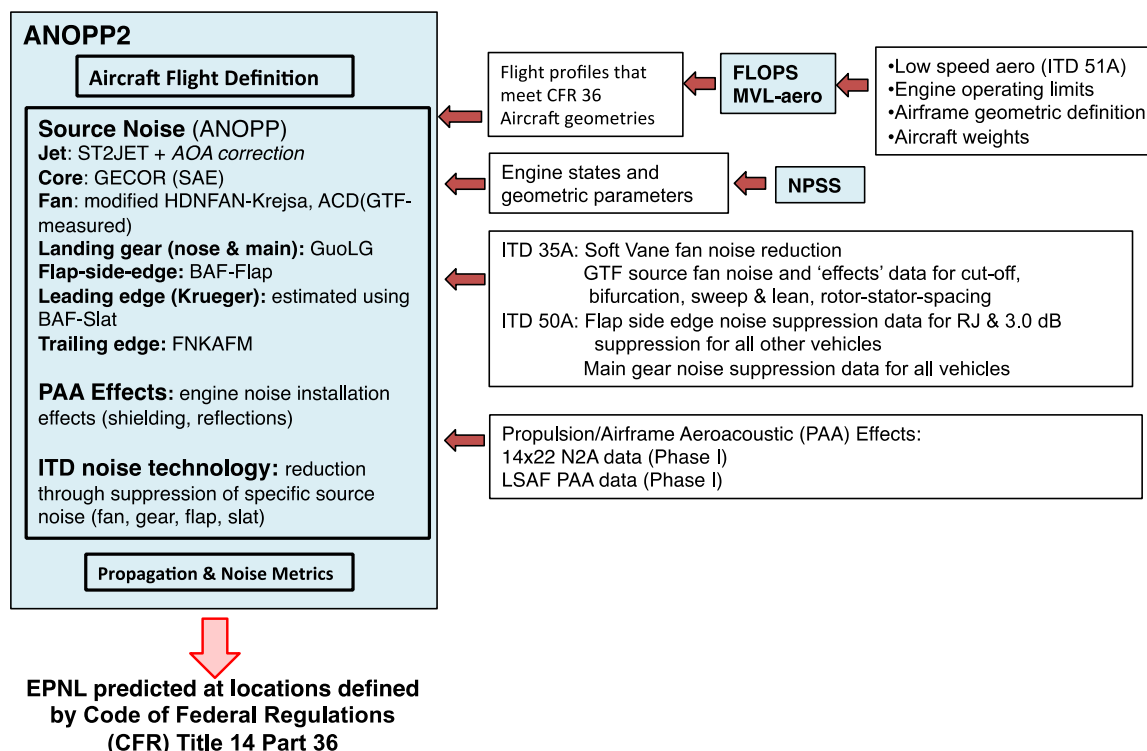 ANOPP2
Aircraft Flight Definition
Source Noise (ANOPP)
Jet: ST2JET + AOA correction
Core: GECOR (SAE)
Fan: modified HDNFAN-Krejsa, ACD(GTF-
measured)
Landing gear (nose & main): GuoLG
Flap-side-edge: BAF-Flap
Leading edge (Krueger): estimated using
BAF-Slat
Trailing edge: FNKAFM
PAA Effects: engine noise installation
effects (shielding, reflections)
ITD noise technology: reduction
through suppression of specific source
noise (fan, gear, flap, slat)
Propagation & Noise Metrics
EPNL predicted at locations defined
by Code of Federal Regulations
(CFR) Title 14 Part 36
Flight profiles that
meet CFR 36
Aircraft geometries
FLOPS
MVL-aero
•Low speed aero (ITD 51A)
•Engine operating limits
•Airframe geometric definition
•Aircraft weights
Engine states and
geometric parameters
NPSS
ITD 35A: Soft Vane fan noise reduction
GTF source fan noise and ‘effects’ data for cut-off,
bifurcation, sweep & lean, rotor-stator-spacing
ITD 50A: Flap side edge noise suppression data for RJ & 3.0 dB
suppression for all other vehicles
Main gear noise suppression data for all vehicles
Propulsion/Airframe Aeroacoustic (PAA) Effects:
14x22 N2A data (Phase I)
LSAF PAA data (Phase I)